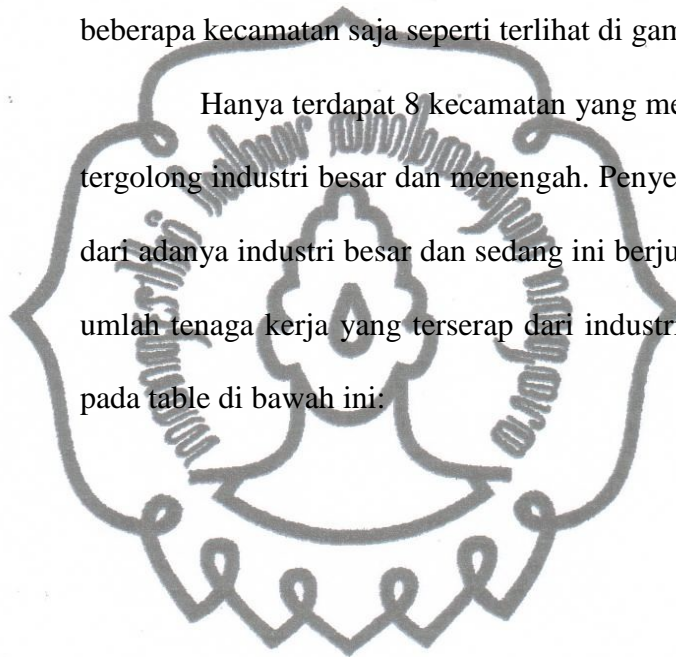 beberapa kecamatan saja seperti terlihat di gam
Hanya terdapat 8 kecamatan yang me
tergolong industri besar dan menengah. Penye
dari adanya industri besar dan sedang ini berju
umlah tenaga kerja yang terserap dari industri
pada table di bawah ini: